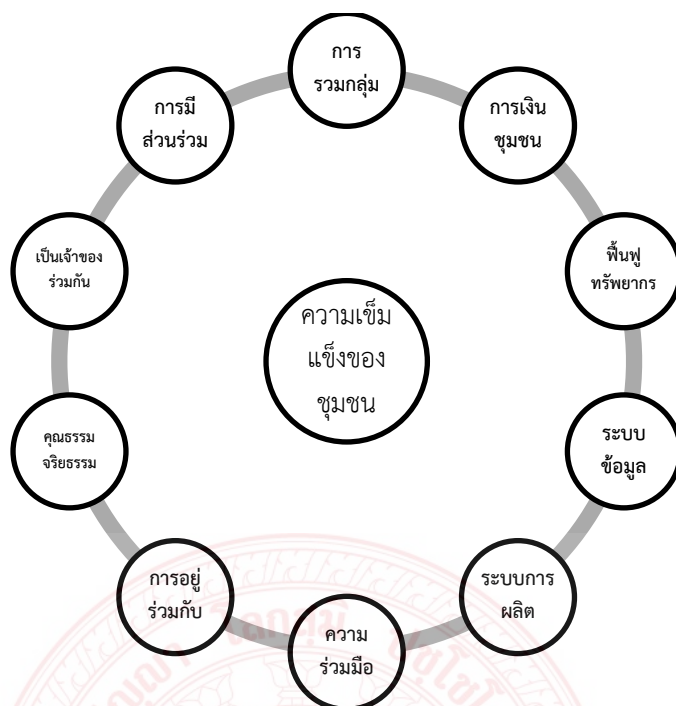 การ
รวมกลุ่ม
การเงิน
ชุมชน
ฟื้นฟู
ทรัพยากร
ระบบ
ข้อมูล
ระบบการ
ผลิต
ความ
ร่วมมือ
การอยู่
ร่วมกับ
คุณธรรม
จริยธรรม
เป็นเจ้าของ
ร่วมกัน
การมี
ส่วนร่วม
ความเข็ม
แข็งของ
ชุมชน